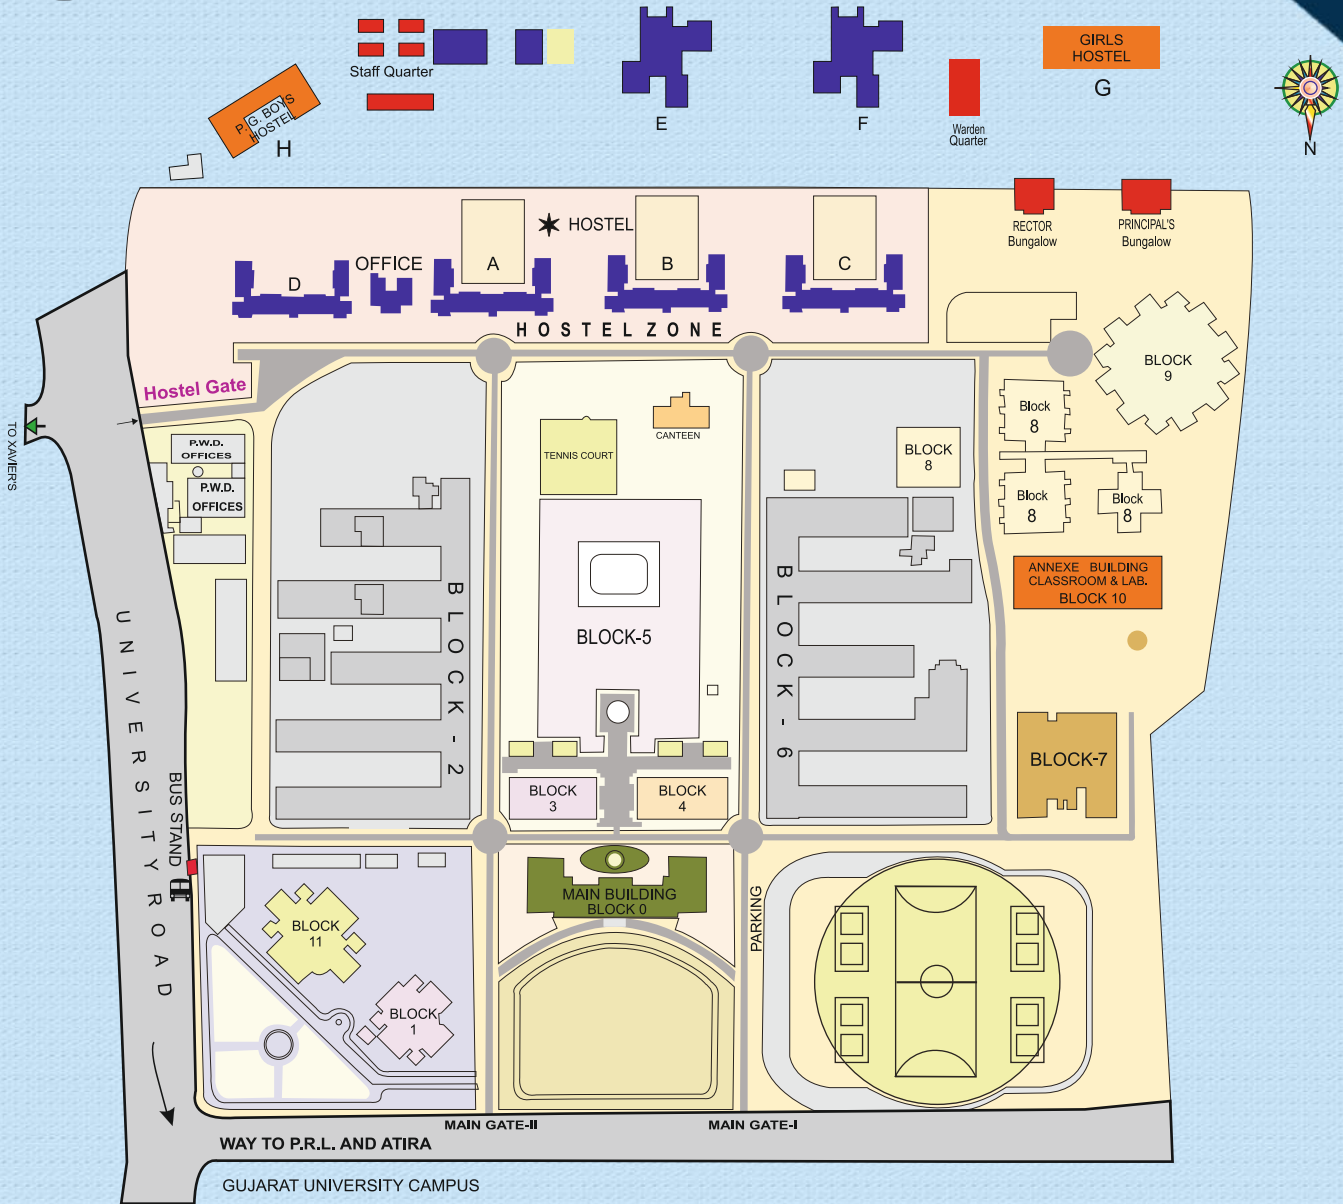 Staff Quarter
P. G. BOYS
HOSTEL
H
E
F
Warden
Quarter
GIRLS
HOSTEL
G
N
HOSTEL
RECTOR
Bungalow
PRINCIPAL'S
Bungalow
D
OFFICE
A
B
C
HOSTEL ZONE
Hostel Gate
TO XAVIER'S
P.W.D.
OFFICES
P.W.D.
OFFICES
TENNIS COURT
CANTEEN
BLOCK
8
Block
8
BLOCK
9
Block
8
Block
8
ANNEXE BUILDING
CLASSROOM & LAB.
BLOCK 10
BLOCK - 2
BLOCK-5
BLOCK - 6
BLOCK-7
BLOCK
3
BLOCK
4
UNIVERSITY ROAD
BUS STAND
MAIN BUILDING
BLOCK 0
PARKING
BLOCK
11
BLOCK
1
MAIN GATE-II
MAIN GATE-I
WAY TO P.R.L. AND ATIRA
GUJARAT UNIVERSITY CAMPUS